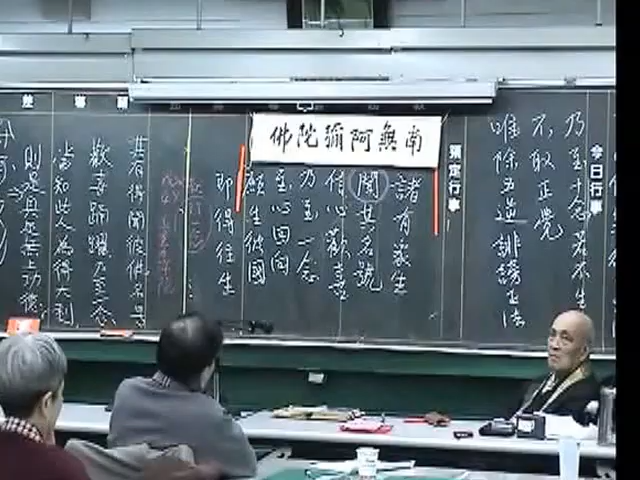 南無阿彌陀佛
今日行事
乃至十念若不生
不取正覺
唯除五逆誹謗正法
預定行事
諸有衆生
聞其名號
信心歡喜
乃至一念
至心回向
願生彼國
即得往生
其有得聞彼佛名号
歡喜踊躍乃至一念
當知此人為得大利
則是具足無上功德